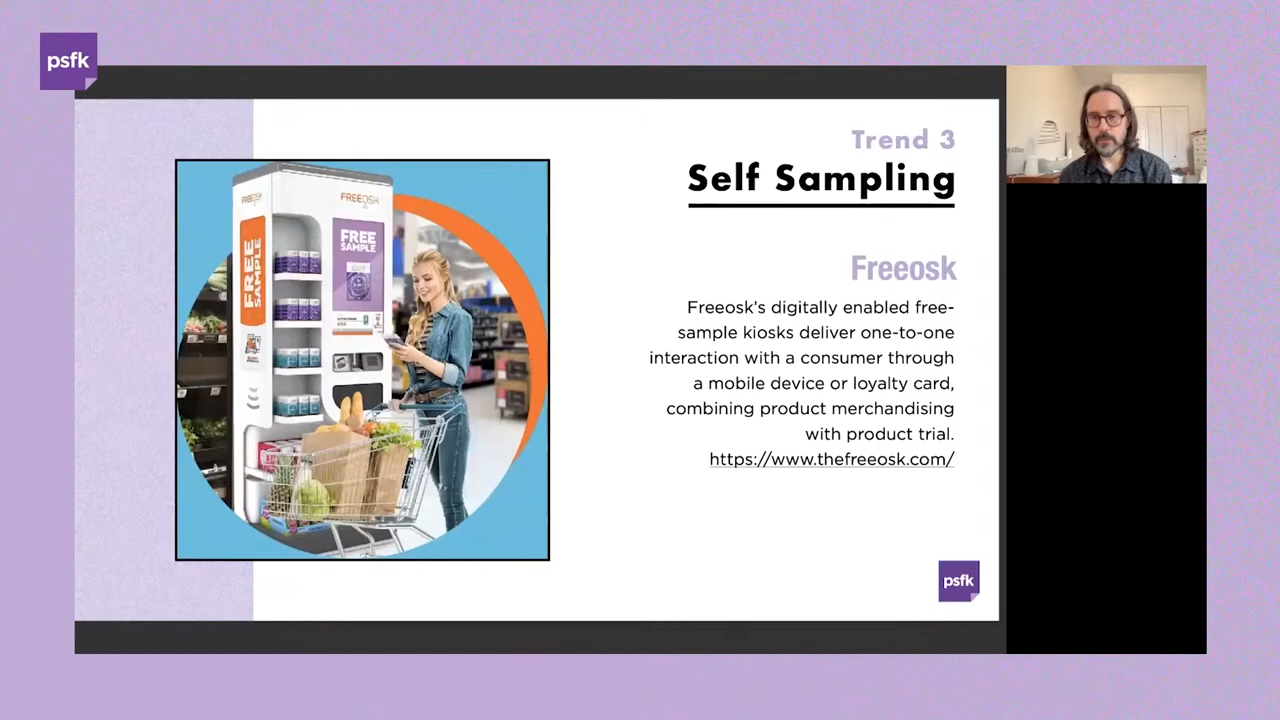 psfk
Trend 3
Self Sampling
Freeosk
Freeosk's digitally enabled free-
sample kiosks deliver one-to-one
interaction with a consumer through
a mobile device or loyalty card,
combining product merchandising
with product trial.
https://www.thefreeosk.com/
FREEOSK
FREEOSK
FREE
SAMPLE
FREE SAMPLE
psfk